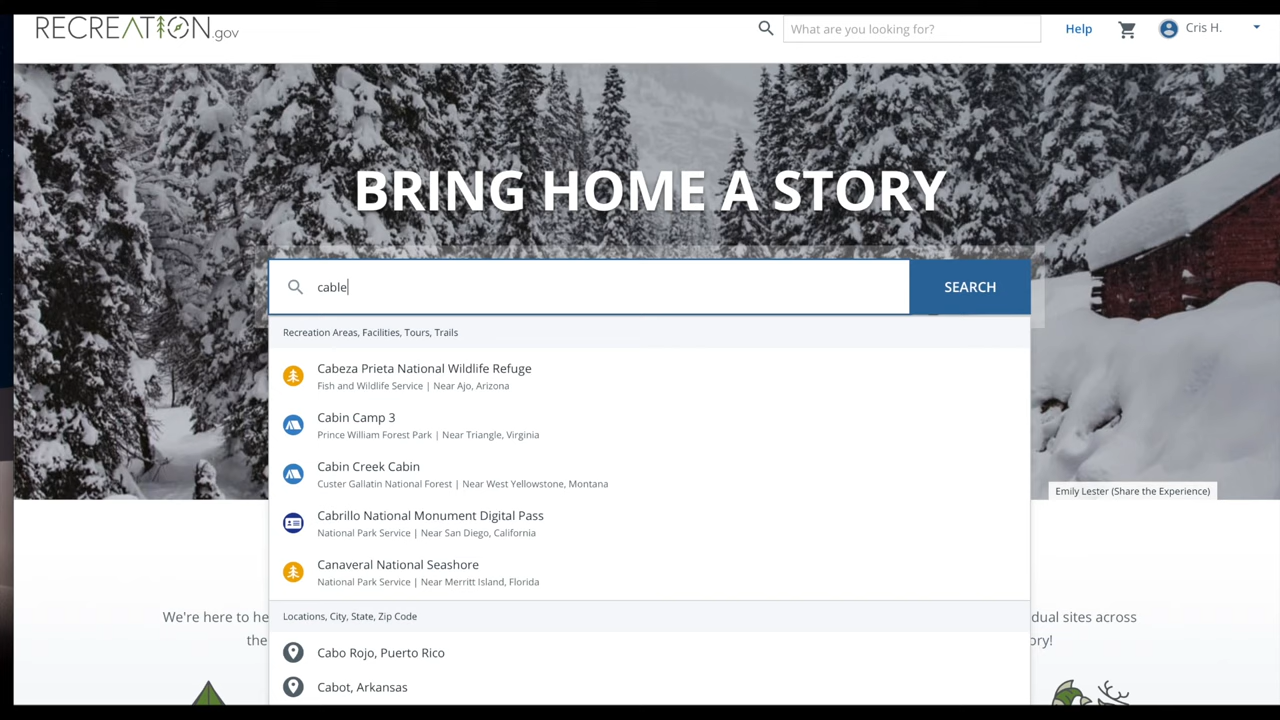 RECREATION.gov
What are you looking for?
Help
Cris H.
BRING HOME A STORY
cable
SEARCH
Recreation Areas, Facilities, Tours, Trails
Cabeza Prieta National Wildlife Refuge
Fish and Wildlife Service | Near Ajo, Arizona
Cabin Camp 3
Prince William Forest Park | Near Triangle, Virginia
Cabin Creek Cabin
Custer Gallatin National Forest | Near West Yellowstone, Montana
Emily Lester (Share the Experience)
Cabrillo National Monument Digital Pass
National Park Service | Near San Diego, California
Canaveral National Seashore
National Park Service | Near Merritt Island, Florida
Locations, City, State, Zip Code
We're here to he
dual sites across
the
ory!
Cabo Rojo, Puerto Rico
Cabot, Arkansas